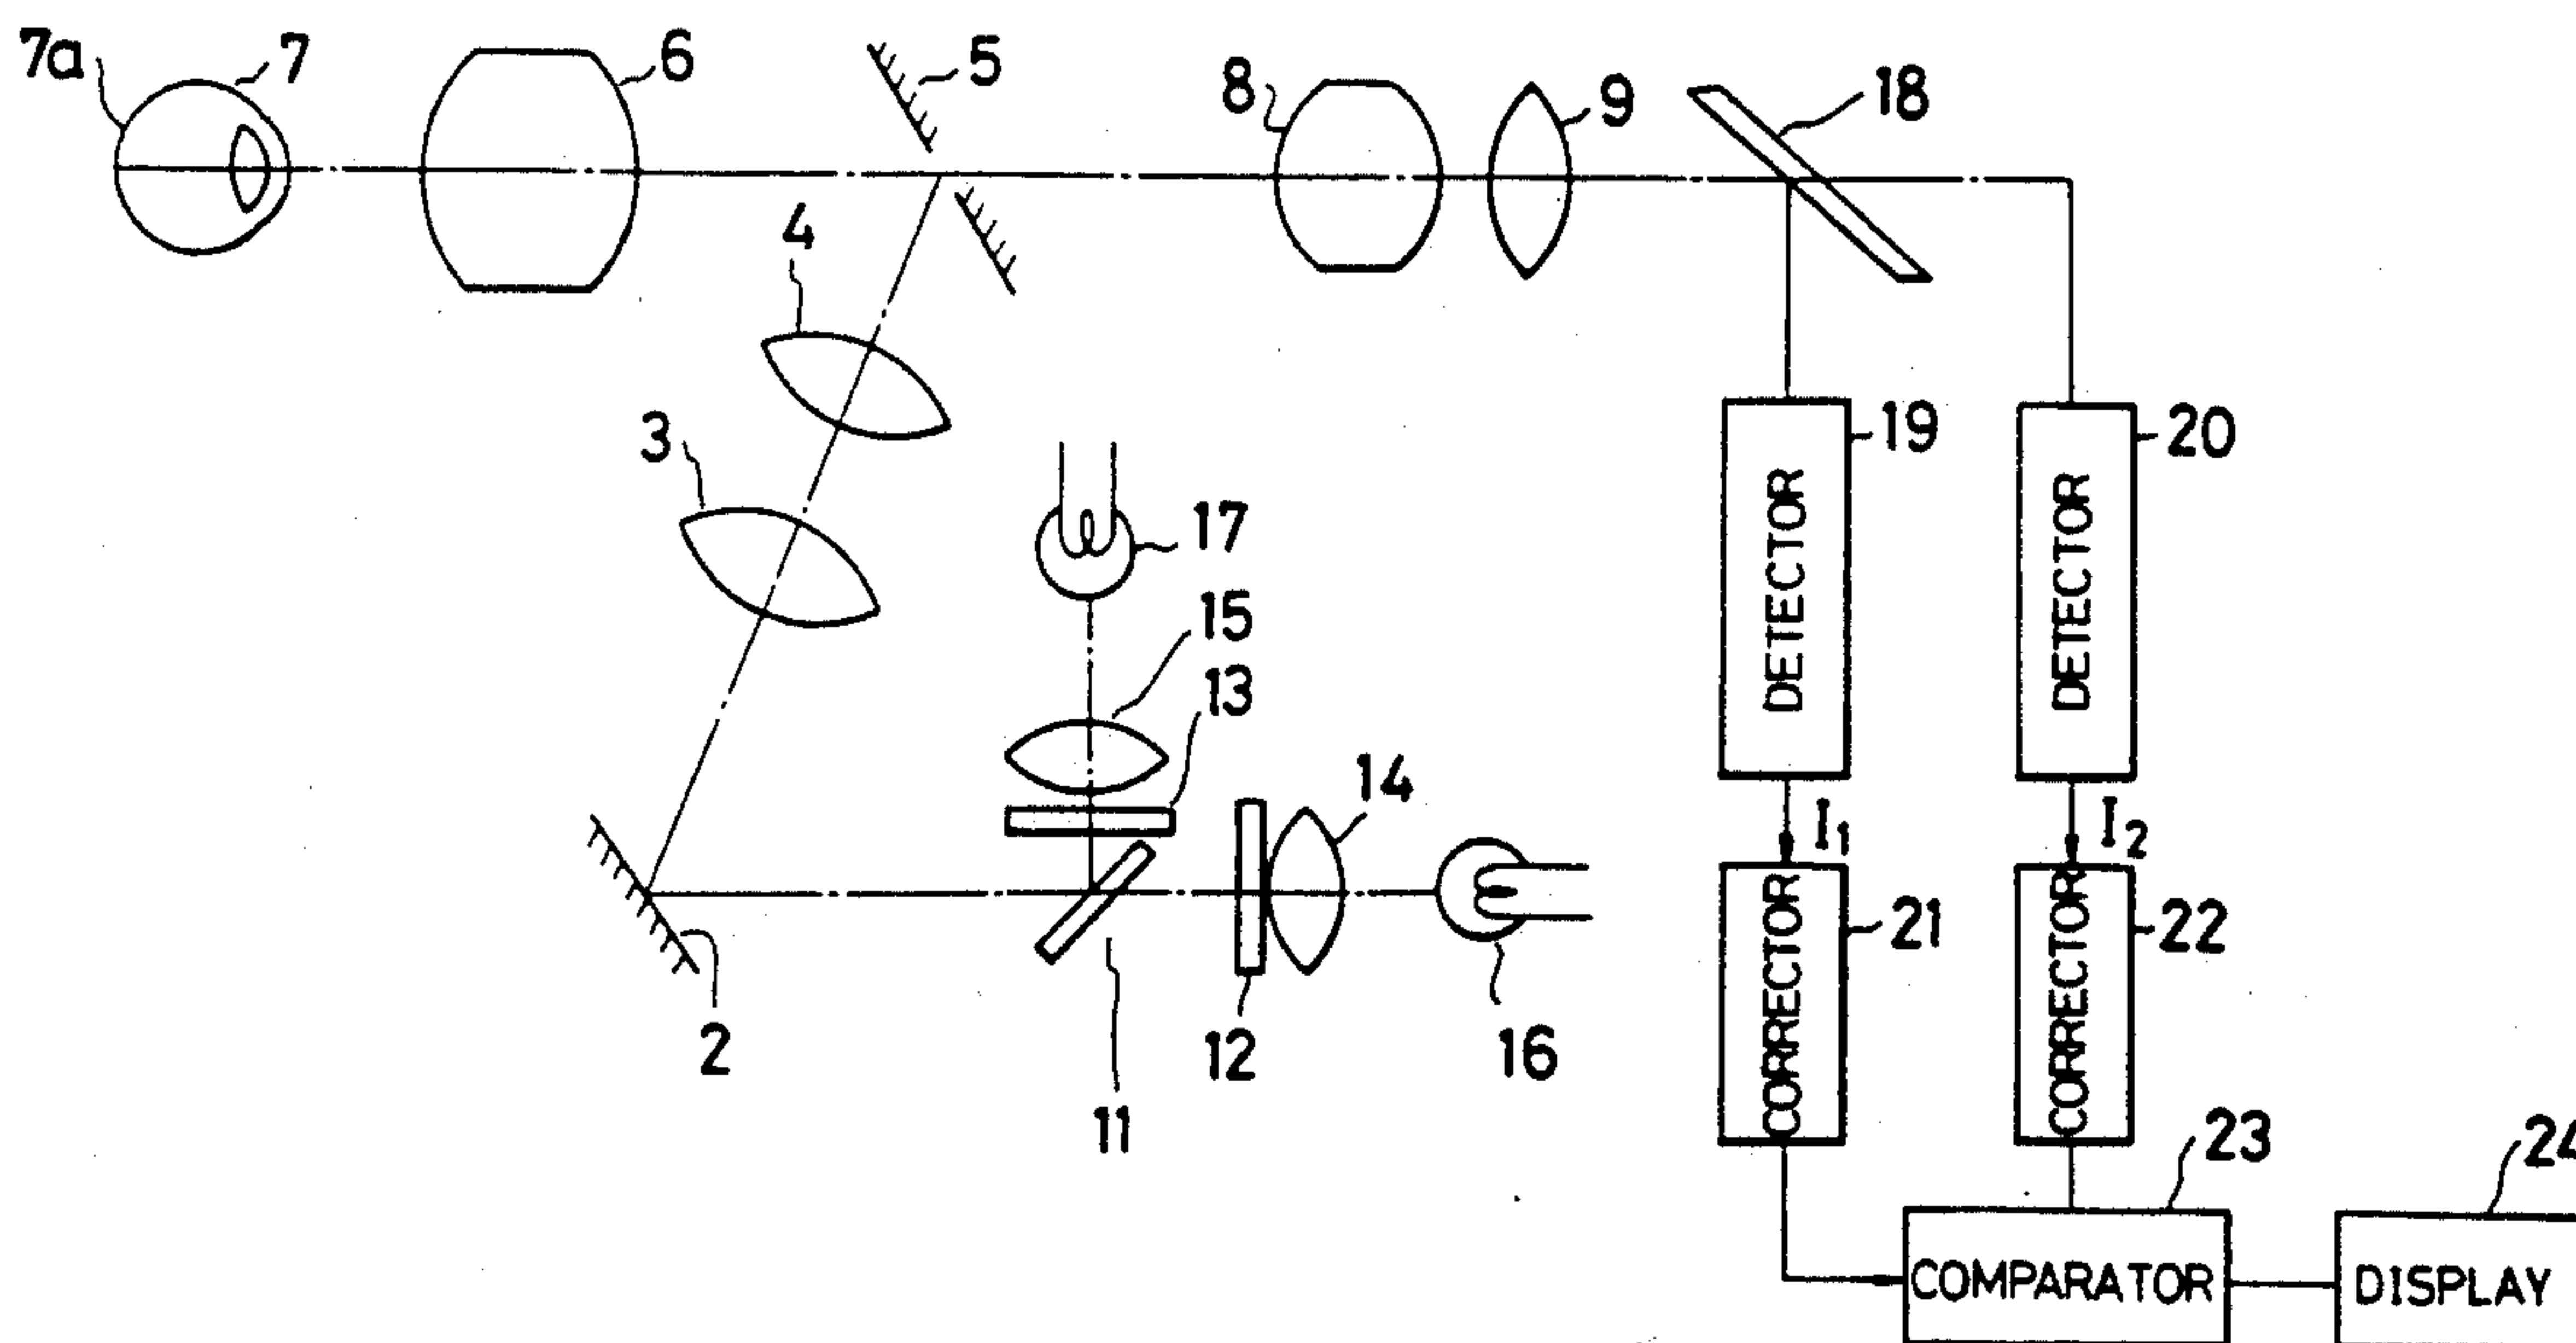 7a
7
6
5
8
9
18
4
3
17
15
13
14
2
11
12
16
19
20
DETECTOR
DETECTOR
I1
I2
21
22
CORRECTOR
CORRECTOR
23
24
COMPARATOR
DISPLAY